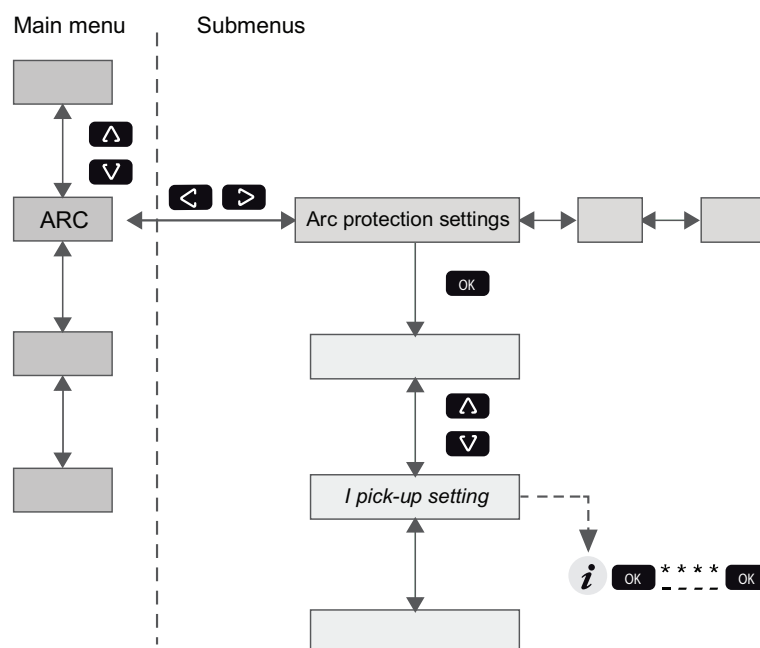 Main menu
Submenus
ARC
Arc protection settings
OK
I pick-up setting
i OK * * * * OK